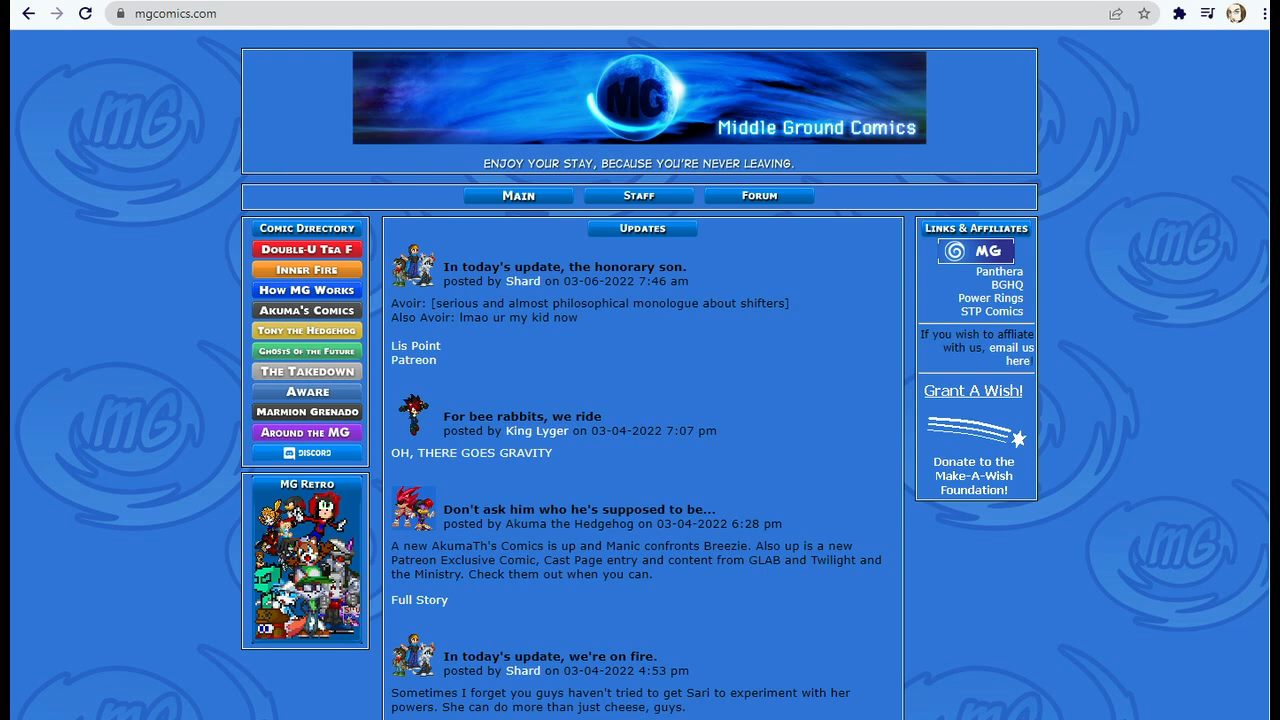 mgcomics.com
MG
Middle Ground Comics
ENJOY YOUR STAY, BECAUSE YOU'RE NEVER LEAVING.
Main
Staff
Forum
Comic Directory
Double-U Tea F
Inner Fire
How MG Works
Akuma's Comics
Tony the Hedgehog
Ghosts of the Future
The Takedown
Aware
Marmion Grenado
Around the MG
DISCORD
MG Retro
Updates
In today's update, the honorary son.
posted by Shard on 03-06-2022 7:46 am
Avoir: [serious and almost philosophical monologue about shifters]
Also Avoir: lmao ur my kid now
Lis Point
Patreon
For bee rabbits, we ride
posted by King Lyger on 03-04-2022 7:07 pm
OH, THERE GOES GRAVITY
Don't ask him who he's supposed to be...
posted by Akuma the Hedgehog on 03-04-2022 6:28 pm
A new AkumaTh's Comics is up and Manic confronts Breezie. Also up is a new
Patreon Exclusive Comic, Cast Page entry and content from GLAB and Twilight and
the Ministry. Check them out when you can.
Full Story
In today's update, we're on fire.
posted by Shard on 03-04-2022 4:53 pm
Sometimes I forget you guys haven't tried to get Sari to experiment with her
powers. She can do more than just cheese, guys.
Links & Affiliates
MG
Panthera
BGHQ
Power Rings
STP Comics
If you wish to affliate
with us, email us
here
Grant A Wish!
Donate to the
Make-A-Wish
Foundation!
MG
MG
MG
MG
MG
MG
MG
MG